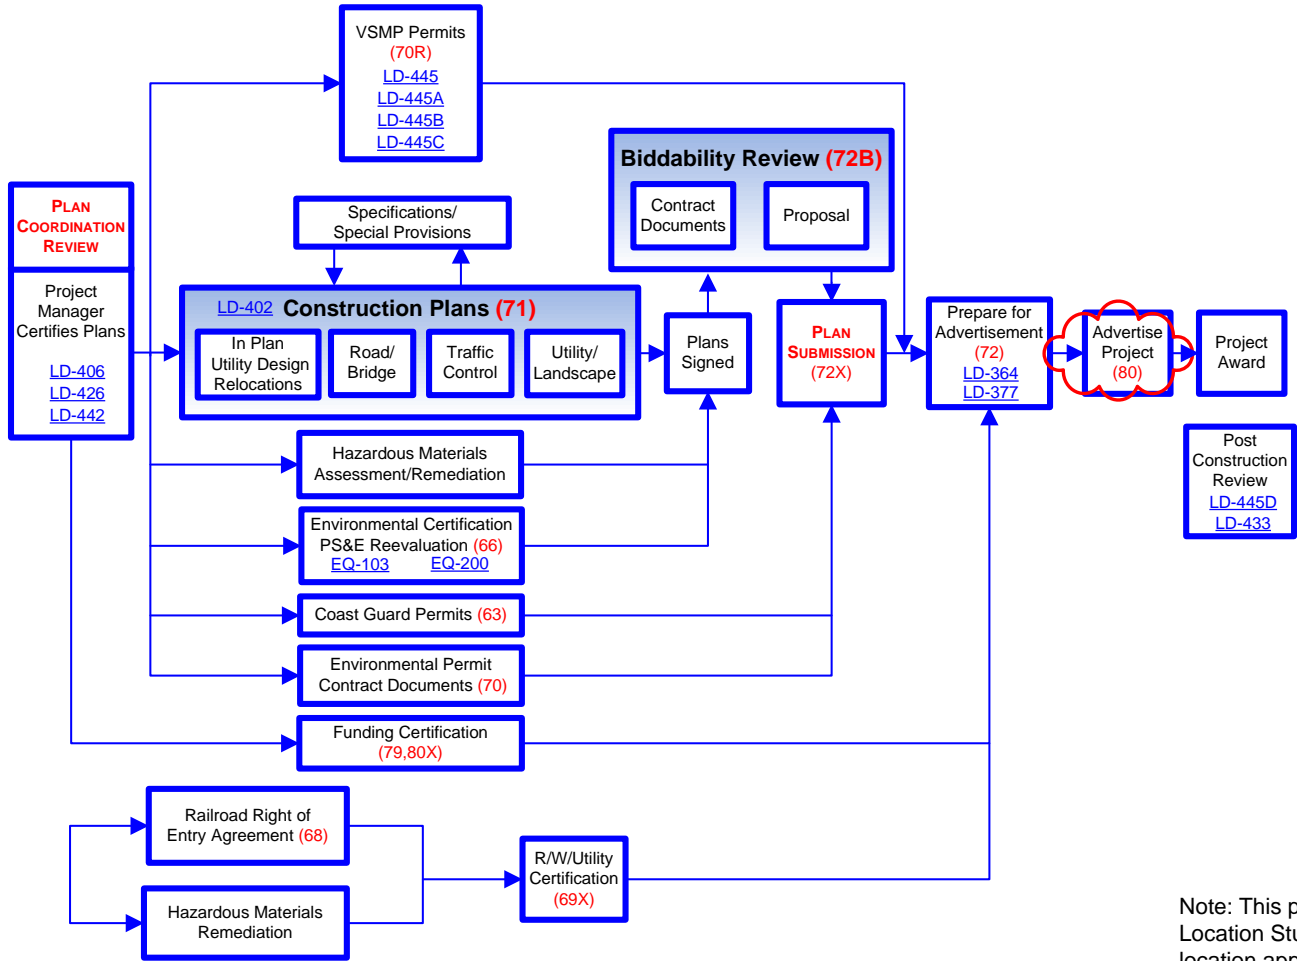 VSMP Permits
(70R)
LD-445
LD-445A
LD-445B
LD-445C
PLAN
COORDINATION
REVIEW
Project
Manager
Certifies Plans
LD-406
LD-426
LD-442
Specifications/
Special Provisions
LD-402 Construction Plans (71)
In Plan
Utility Design
Relocations
Road/
Bridge
Traffic
Control
Utility/
Landscape
Plans
Signed
Biddability Review (72B)
Contract
Documents
Proposal
PLAN
SUBMISSION
(72X)
Prepare for
Advertisement
(72)
LD-364
LD-377
Advertise
Project
(80)
Project
Award
Post
Construction
Review
LD-445D
LD-433
Hazardous Materials
Assessment/Remediation
Environmental Certification
PS&E Reevaluation (66)
EQ-103 EQ-200
Coast Guard Permits (63)
Environmental Permit
Contract Documents (70)
Funding Certification
(79,80X)
Railroad Right of
Entry Agreement (68)
Hazardous Materials
Remediation
R/W/Utility
Certification
(69X)
Note: This p
Location Stu
location app